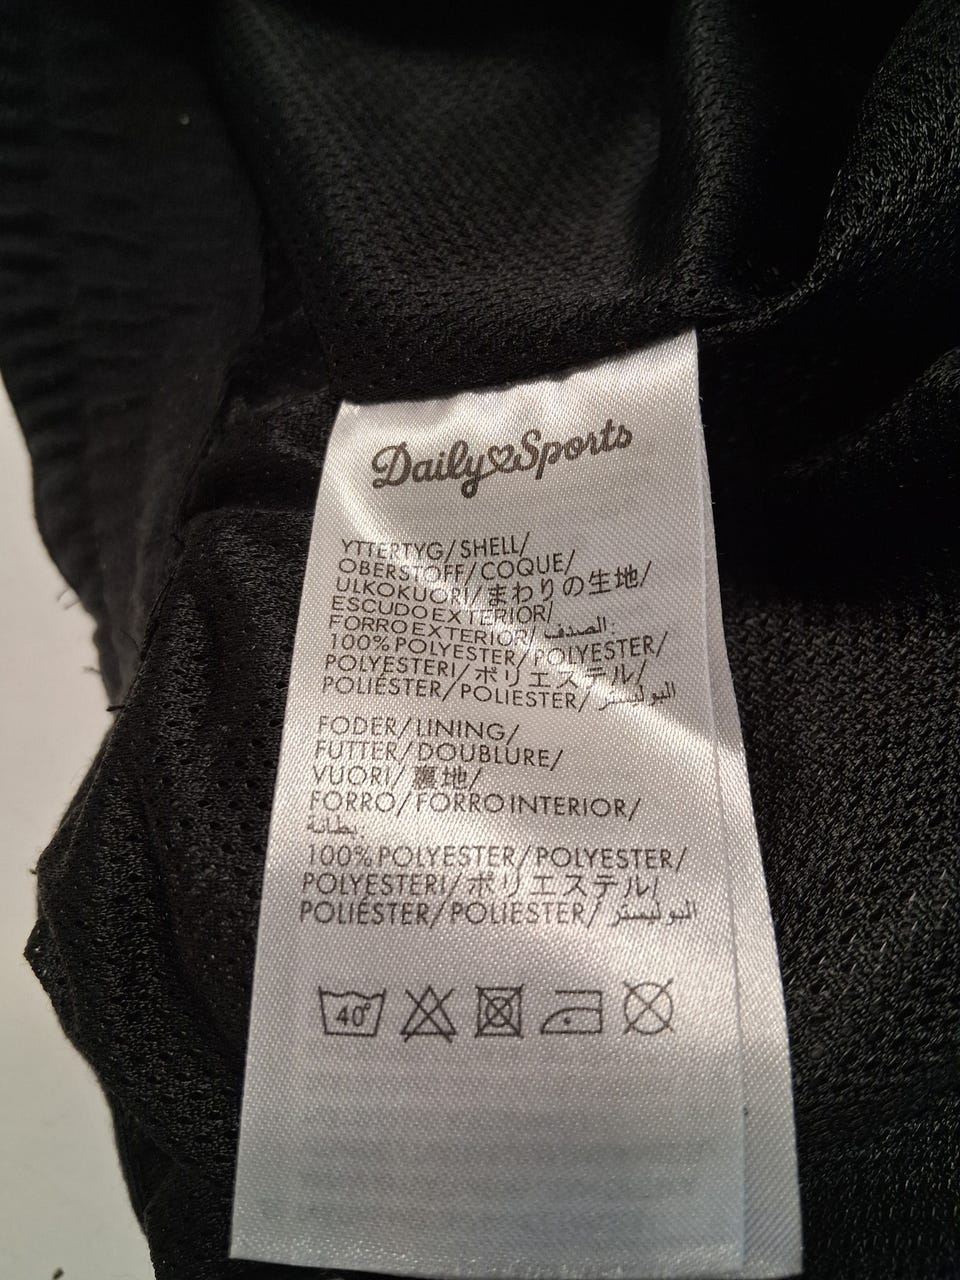 Daily Sports
YTTERTYG/SHELL/
OBERSTOFF/COQUE/
ULKOKUORI/まわりの生地/
ESCUDO EXTERIOR/
FORRO EXTERIOR/ الصدف.
100% POLYESTER/POLYESTER/
POLYESTERI/ポリエステル/
POLIÉSTER/POLIESTER/ البوليستر
FODER/LINING/
FUTTER/DOUBLURE/
VUORI/裏地/
FORRO/FORRO INTERIOR/
بطانة.
100% POLYESTER/POLYESTER/
POLYESTERI/ポリエステル/
POLIÉSTER/POLIESTER/ البوليستر
40°